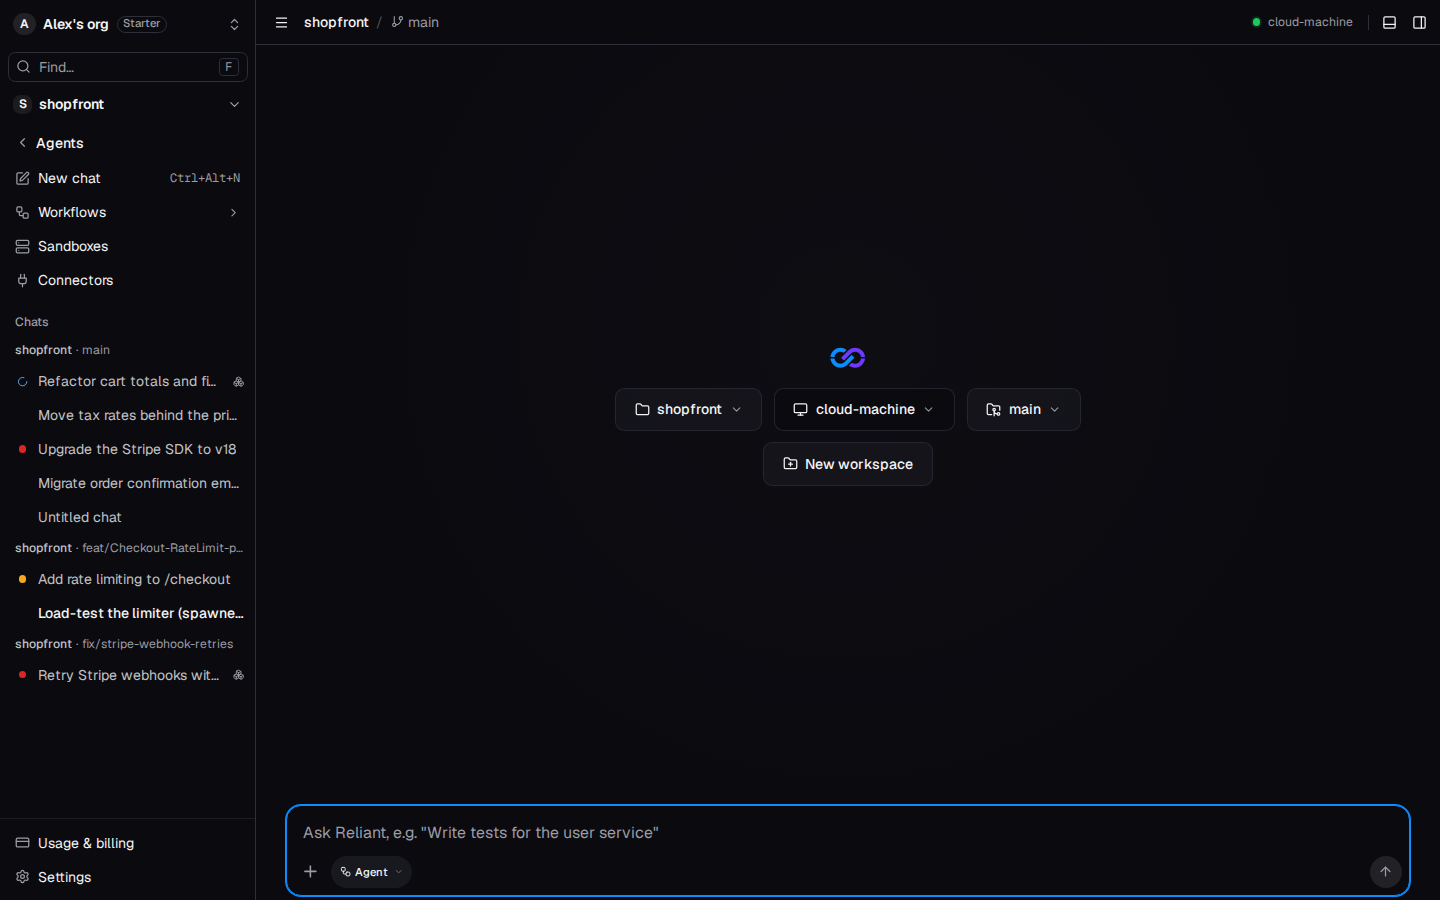 A Alex's org Starter
Find... F
S shopfront
Agents
New chat Ctrl+Alt+N
Workflows
Sandboxes
Connectors
Chats
shopfront · main
Refactor cart totals and fi...
Move tax rates behind the pri...
Upgrade the Stripe SDK to v18
Migrate order confirmation em...
Untitled chat
shopfront · feat/Checkout-RateLimit-p...
Add rate limiting to /checkout
Load-test the limiter (spawne...
shopfront · fix/stripe-webhook-retries
Retry Stripe webhooks wit...
Usage & billing
Settings
shopfront / main
cloud-machine
shopfront cloud-machine main
New workspace
Ask Reliant, e.g. "Write tests for the user service"
Agent